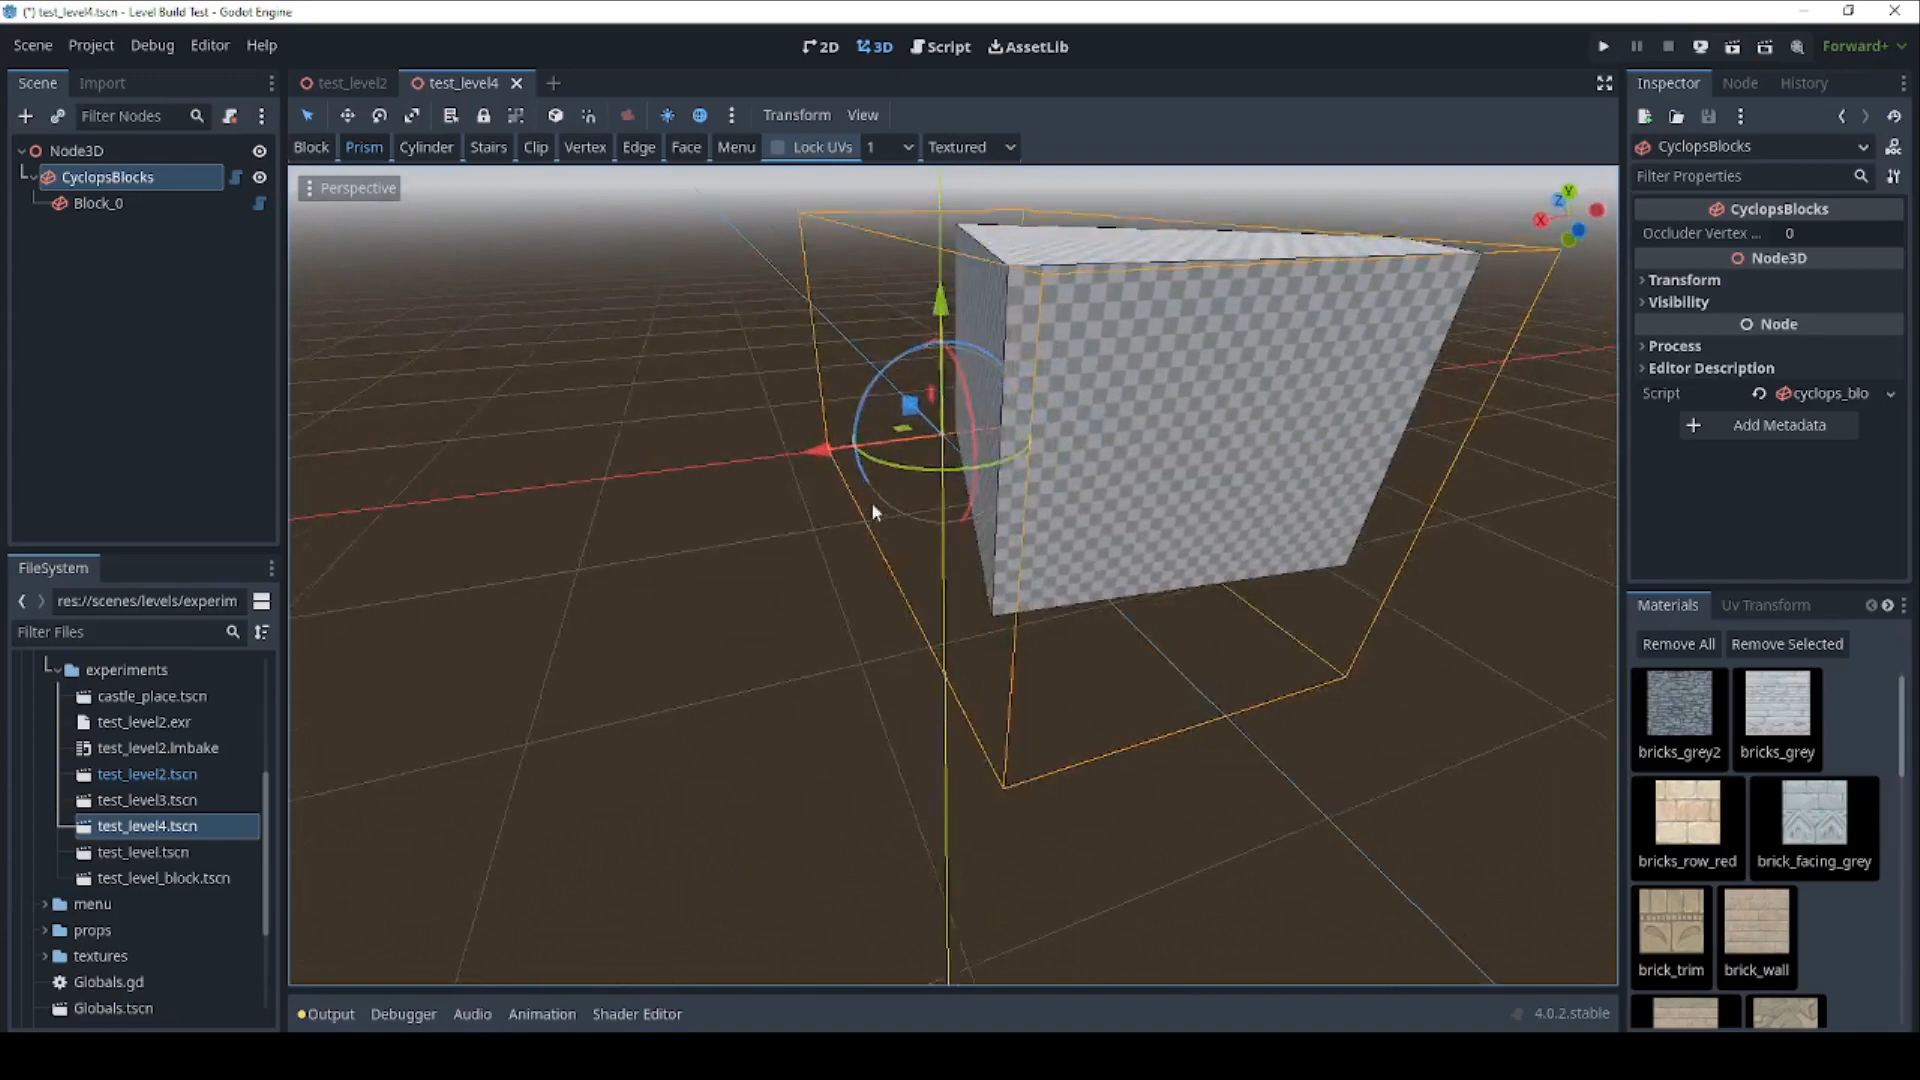 (*) test_level4.tscn - Level Build Test - Godot Engine
Scene Project Debug Editor Help
2D 3D Script AssetLib
Forward+
Scene Import
Filter Nodes
Node3D
CyclopsBlocks
Block_0
test_level2 test_level4
Transform View
Block Prism Cylinder Stairs Clip Vertex Edge Face Menu Lock UVs 1 Textured
Perspective
Y
Z
X
Inspector Node History
CyclopsBlocks
Filter Properties
CyclopsBlocks
Occluder Vertex ... 0
Node3D
Transform
Visibility
Node
Process
Editor Description
Script cyclops_blo
Add Metadata
FileSystem
res://scenes/levels/experim
Filter Files
experiments
castle_place.tscn
test_level2.exr
test_level2.lmbake
test_level2.tscn
test_level3.tscn
test_level4.tscn
test_level.tscn
test_level_block.tscn
menu
props
textures
Globals.gd
Globals.tscn
Materials Uv Transform
Remove All Remove Selected
bricks_grey2 bricks_grey
bricks_row_red brick_facing_grey
brick_trim brick_wall
Output Debugger Audio Animation Shader Editor
4.0.2.stable